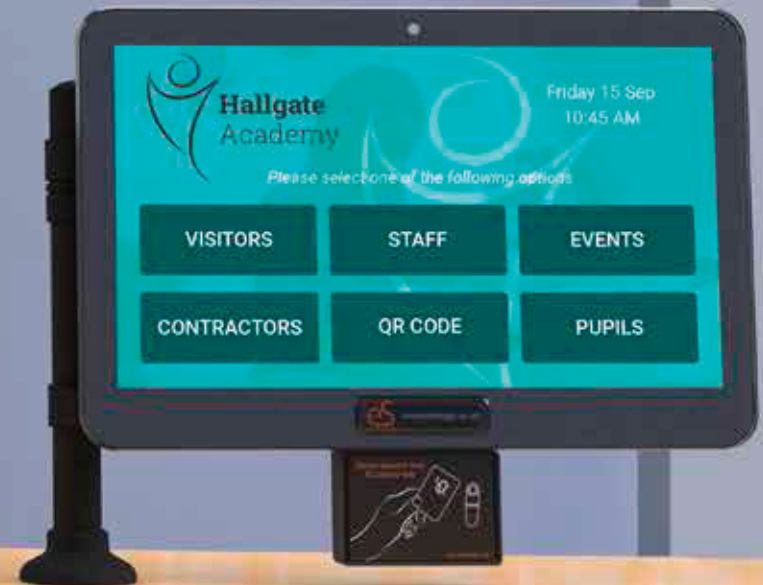 Hallgate
Academy
Friday 15 Sep
10:45 AM
Please select one of the following options
VISITORS
STAFF
EVENTS
CONTRACTORS
QR CODE
PUPILS